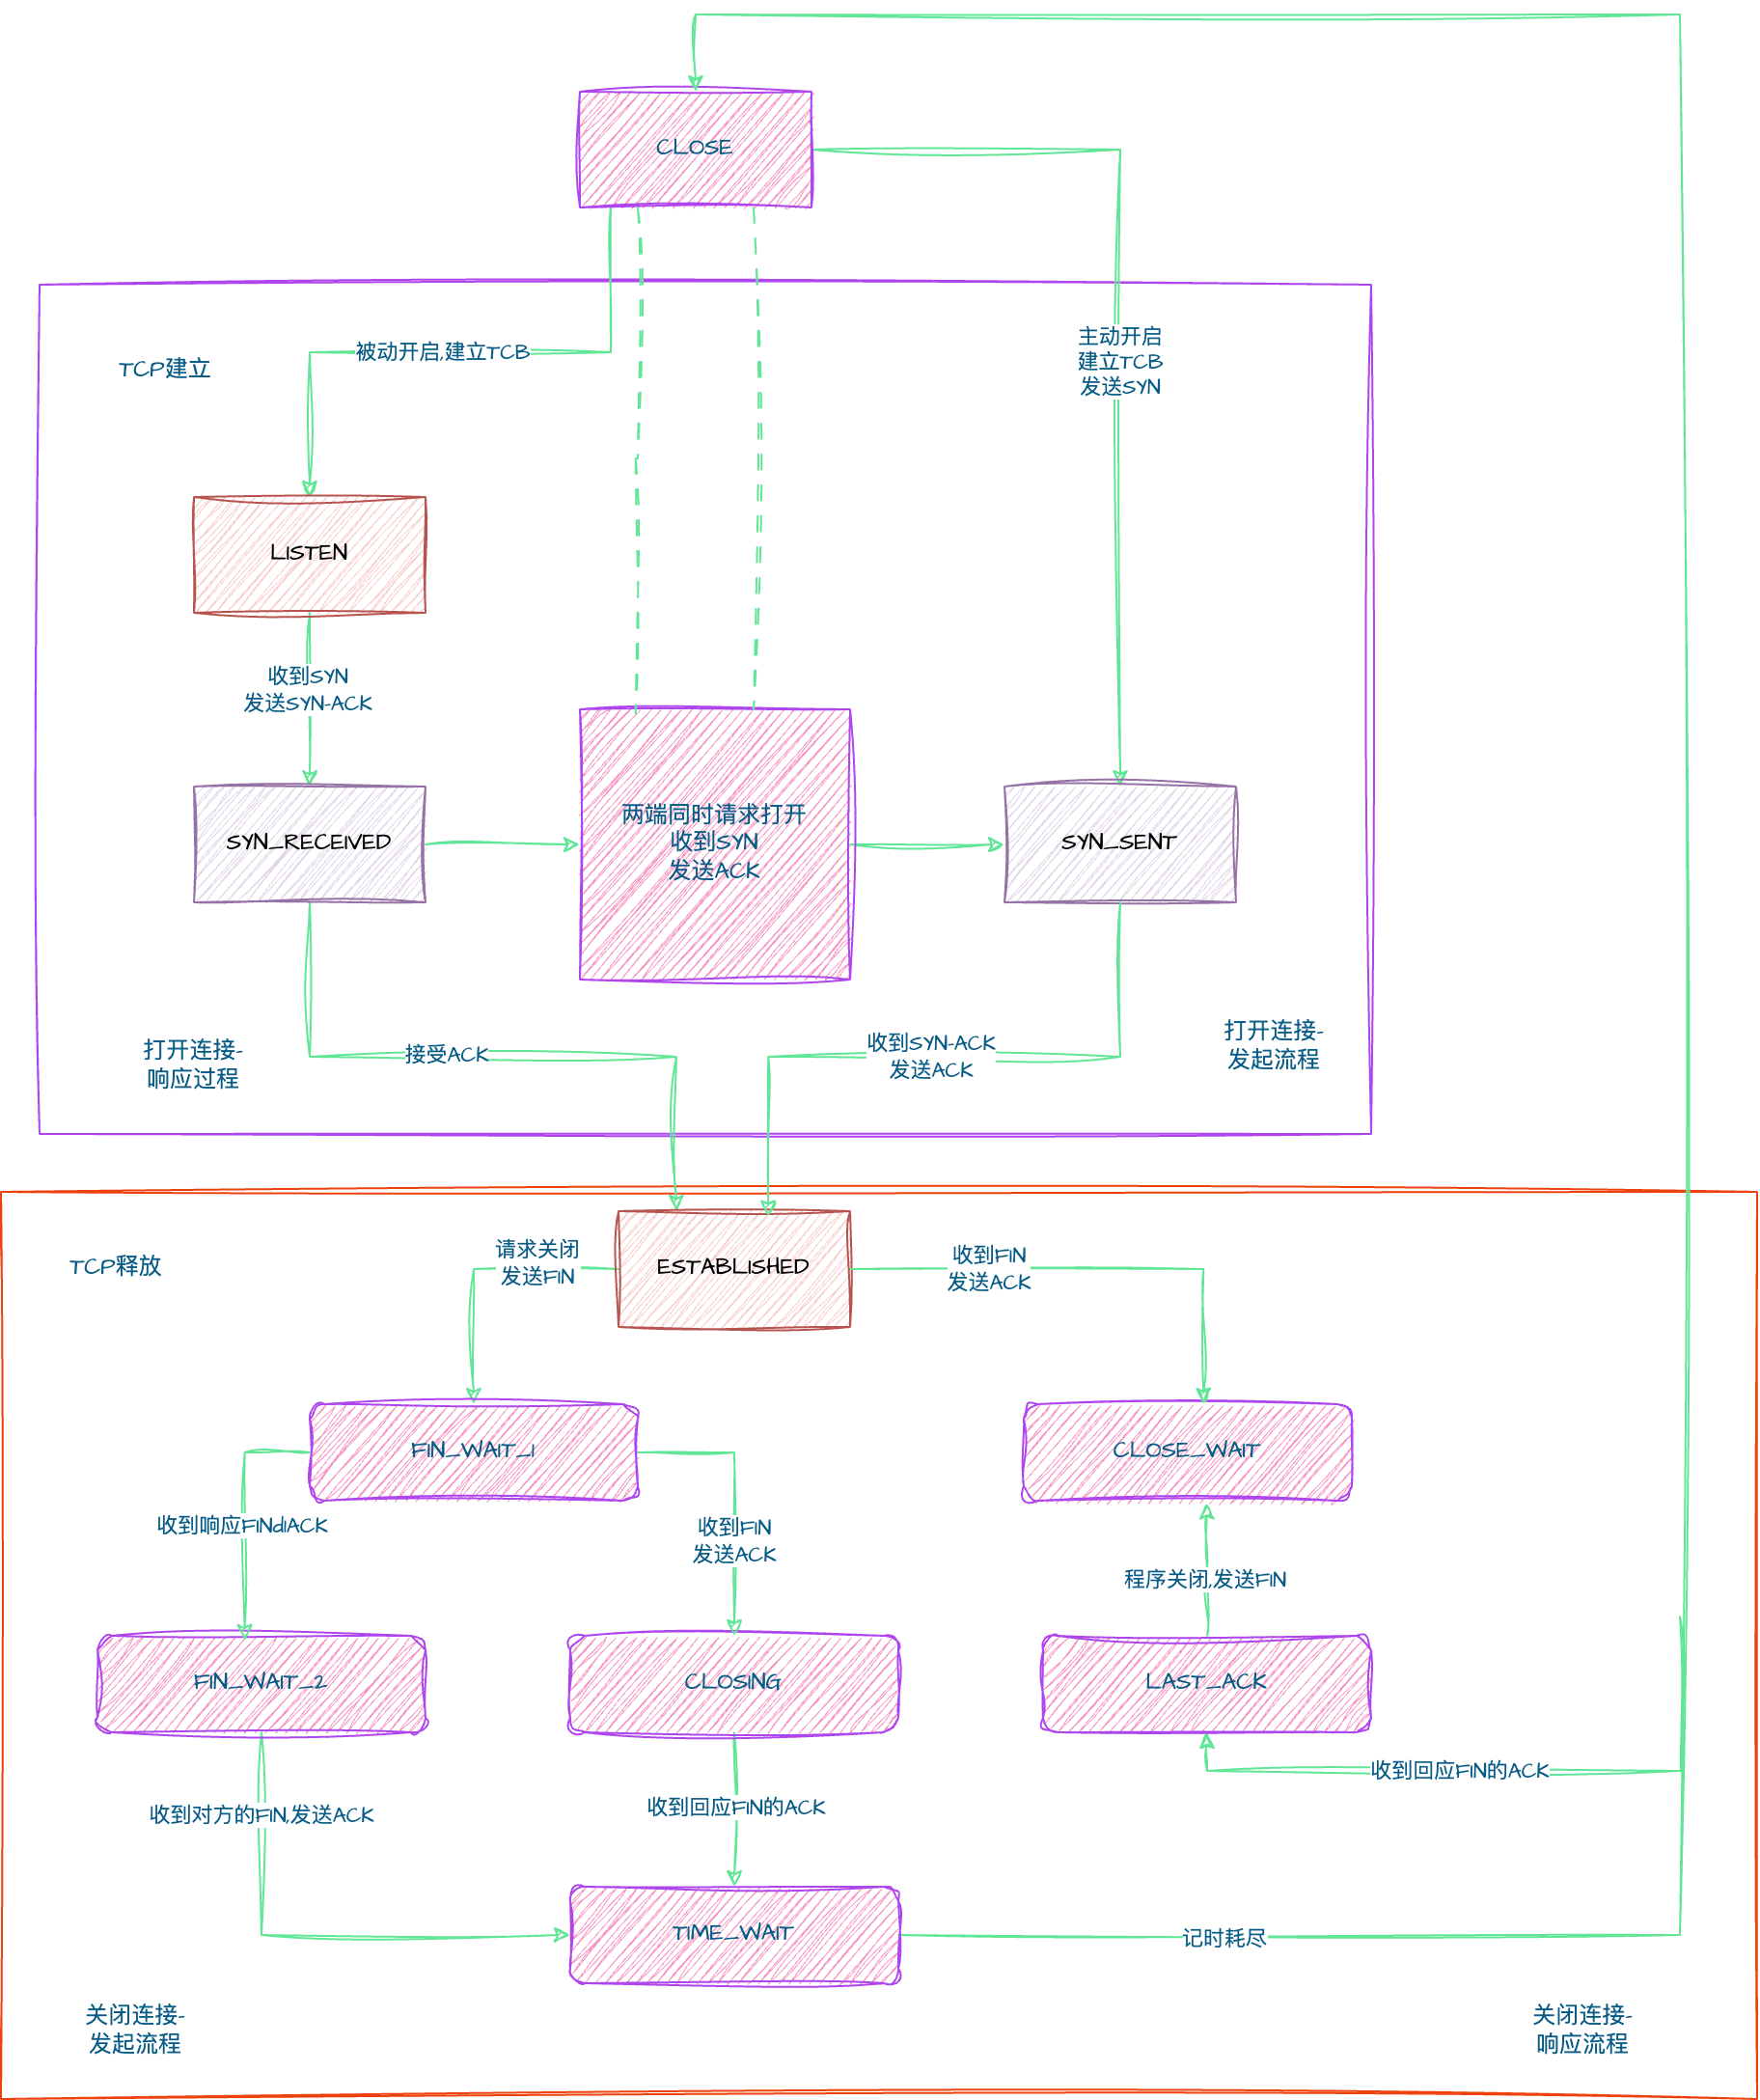 CLOSE
主动开启
建立TCB
发送SYN
被动开启,建立TCB
TCP建立
LISTEN
收到SYN
发送SYN-ACK
SYN_RECEIVED
两端同时请求打开
收到SYN
发送ACK
SYN_SENT
打开连接-
响应过程
接受ACK
收到SYN-ACK
发送ACK
打开连接-
发起流程
TCP释放
请求关闭
发送FIN
ESTABLISHED
收到FIN
发送ACK
FIN_WAIT_1
CLOSE_WAIT
收到响应FINdiACK
收到FIN
发送ACK
程序关闭,发送FIN
FIN_WAIT_2
CLOSING
LAST_ACK
收到回应FIN的ACK
收到对方的FIN,发送ACK
收到回应FIN的ACK
TIME_WAIT
记时耗尽
关闭连接-
发起流程
关闭连接-
响应流程